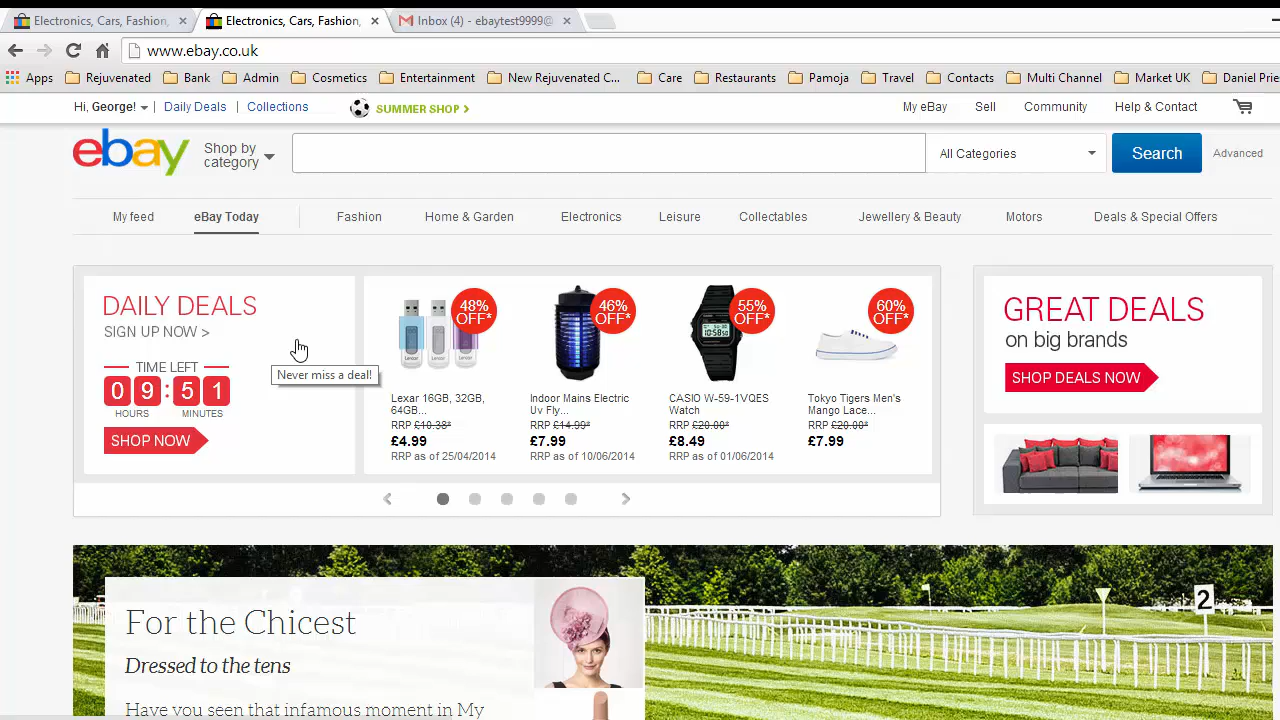 Electronics, Cars, Fashion,
Electronics, Cars, Fashion,
Inbox (4) - ebaytest9999@
www.ebay.co.uk
Apps Rejuvenated Bank Admin Cosmetics Entertainment New Rejuvenated C... Care Restaurants Pamoja Travel Contacts Multi Channel Market UK Daniel Prie
Hi, George! Daily Deals Collections SUMMER SHOP My eBay Sell Community Help & Contact
ebay
Shop by
category
All Categories
Search
Advanced
My feed eBay Today Fashion Home & Garden Electronics Leisure Collectables Jewellery & Beauty Motors Deals & Special Offers
DAILY DEALS
SIGN UP NOW >
Never miss a deal!
TIME LEFT
09:51
HOURS MINUTES
SHOP NOW
48%
OFF*
Lexar 16GB, 32GB,
64GB...
RRP £10.38*
£4.99
RRP as of 25/04/2014
46%
OFF*
Indoor Mains Electric
Uv Fly...
RRP £14.99*
£7.99
RRP as of 10/06/2014
55%
OFF*
10:58 50
CASIO W-59-1VQES
Watch
RRP £20.00*
£8.49
RRP as of 01/06/2014
60%
OFF*
Tokyo Tigers Men's
Mango Lace...
RRP £20.00*
£7.99
GREAT DEALS
on big brands
SHOP DEALS NOW
For the Chicest
Dressed to the tens
Have you seen that infamous moment in My
2